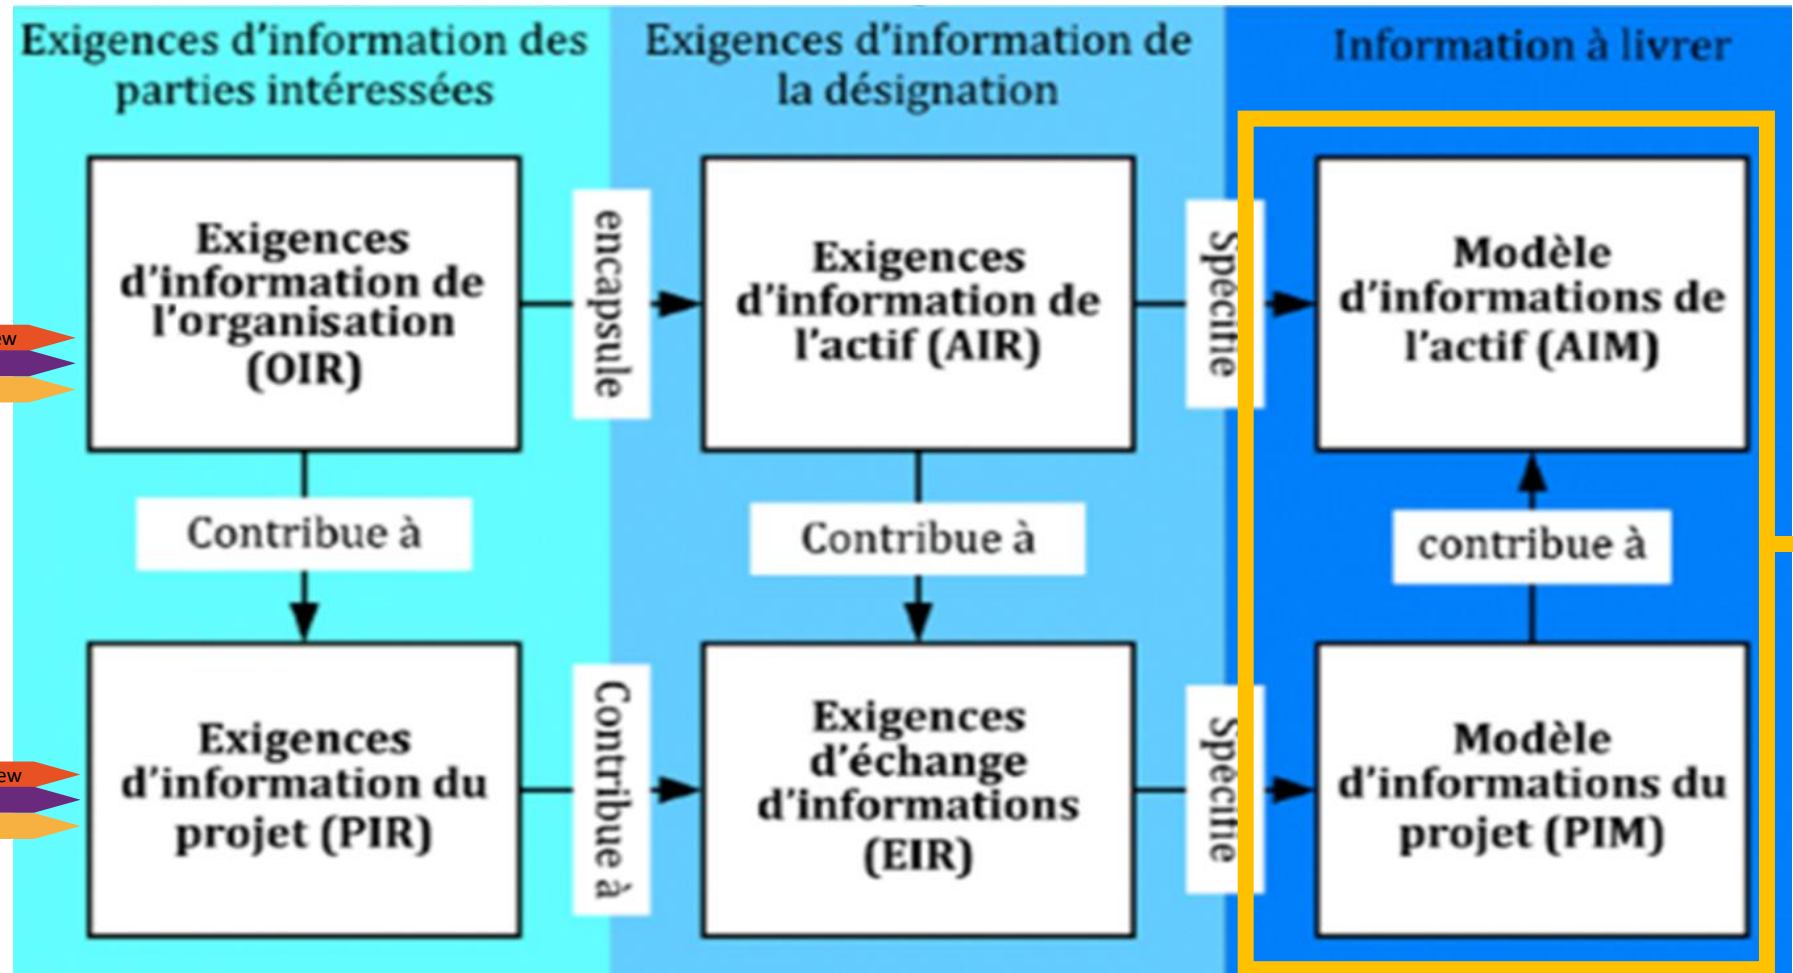 Exigences d'information des
parties intéressées
Exigences d'information de
la désignation
Information à livrer
Exigences
d'information de
l'organisation
(OIR)
encapsule
Exigences
d'information de
l'actif (AIR)
Spécifie
Modèle
d'informations de
l'actif (AIM)
Contribue à
Contribue à
contribue à
Exigences
d'information du
projet (PIR)
Contribue à
Exigences
d'échange
d'informations
(EIR)
Spécifie
Modèle
d'informations du
projet (PIM)